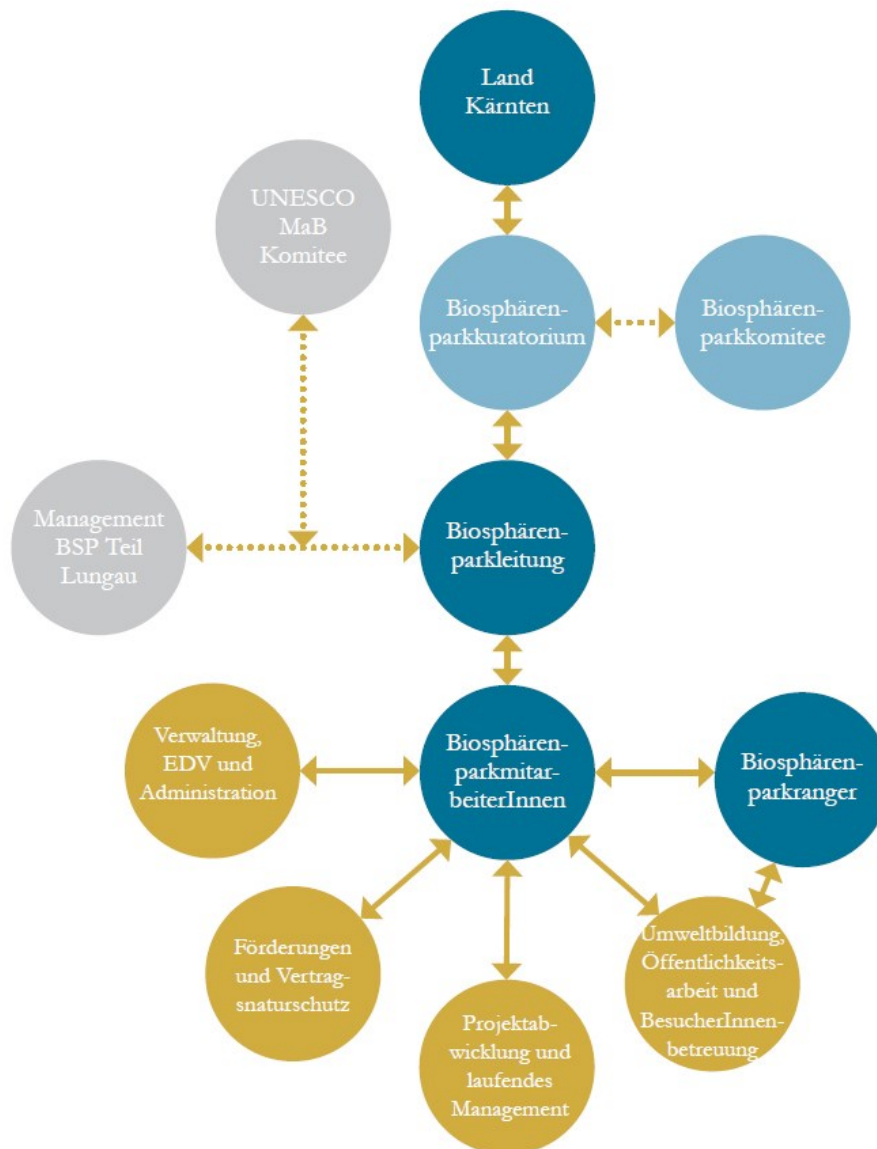 Land
Kärnten
UNESCO
MaB
Komitee
Biosphären-
parkkuratorium
Biosphären-
parkkomitee
Management
BSP Teil
Lungau
Biosphären-
parkleitung
Verwaltung,
EDV und
Administration
Biosphären-
parkmitar-
beiterInnen
Biosphären-
parkranger
Förderungen
und Vertrag-
snaturschutz
Projektab-
wicklung und
laufendes
Management
Umweltbildung,
Öffentlichkeits-
arbeit und
BesucherInnen-
betreuung